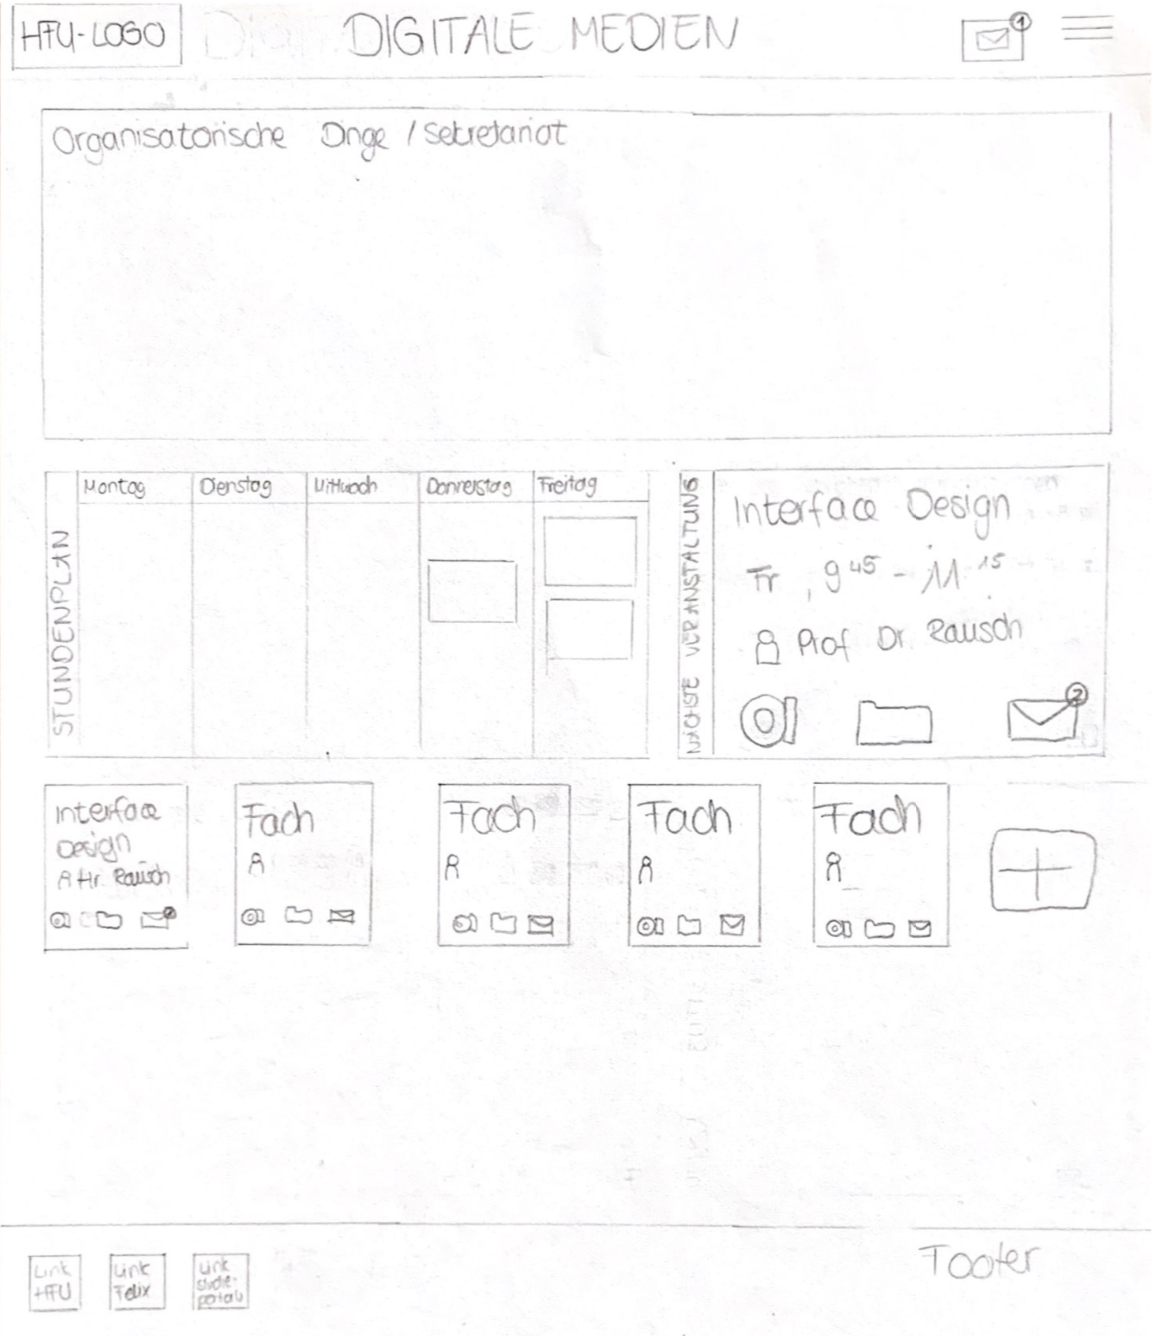 HFU-LOGO DIGITALE MEDIEN 1
Organisatorische Dinge / Sekretariat
STUNDENPLAN
Montag Dienstag Mittwoch Donnerstag Freitag
NÄCHSTE VERANSTALTUNG
Interface Design
Fr, 9 45 - 11 15
Prof Dr. Rausch
2
Interface
Design
Hr. Rausch
Fach
Fach
Fach
Fach
Link
HFU
Link
Felix
Link
Footer